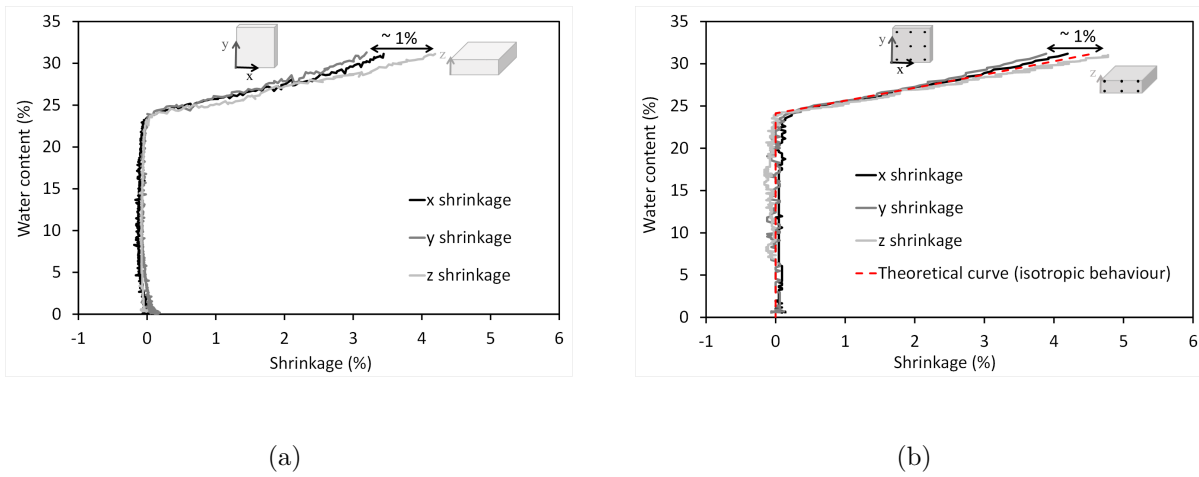 35
30
25
20
15
10
5
0
Water content (%)
-1 0 1 2 3 4 5 6
Shrinkage (%)
y
x
~ 1%
z
x shrinkage
y shrinkage
z shrinkage
(a)
35
30
25
20
15
10
5
0
Water content (%)
-1 0 1 2 3 4 5 6
Shrinkage (%)
y
x
~ 1%
z
x shrinkage
y shrinkage
z shrinkage
Theoretical curve (isotropic behaviour)
(b)